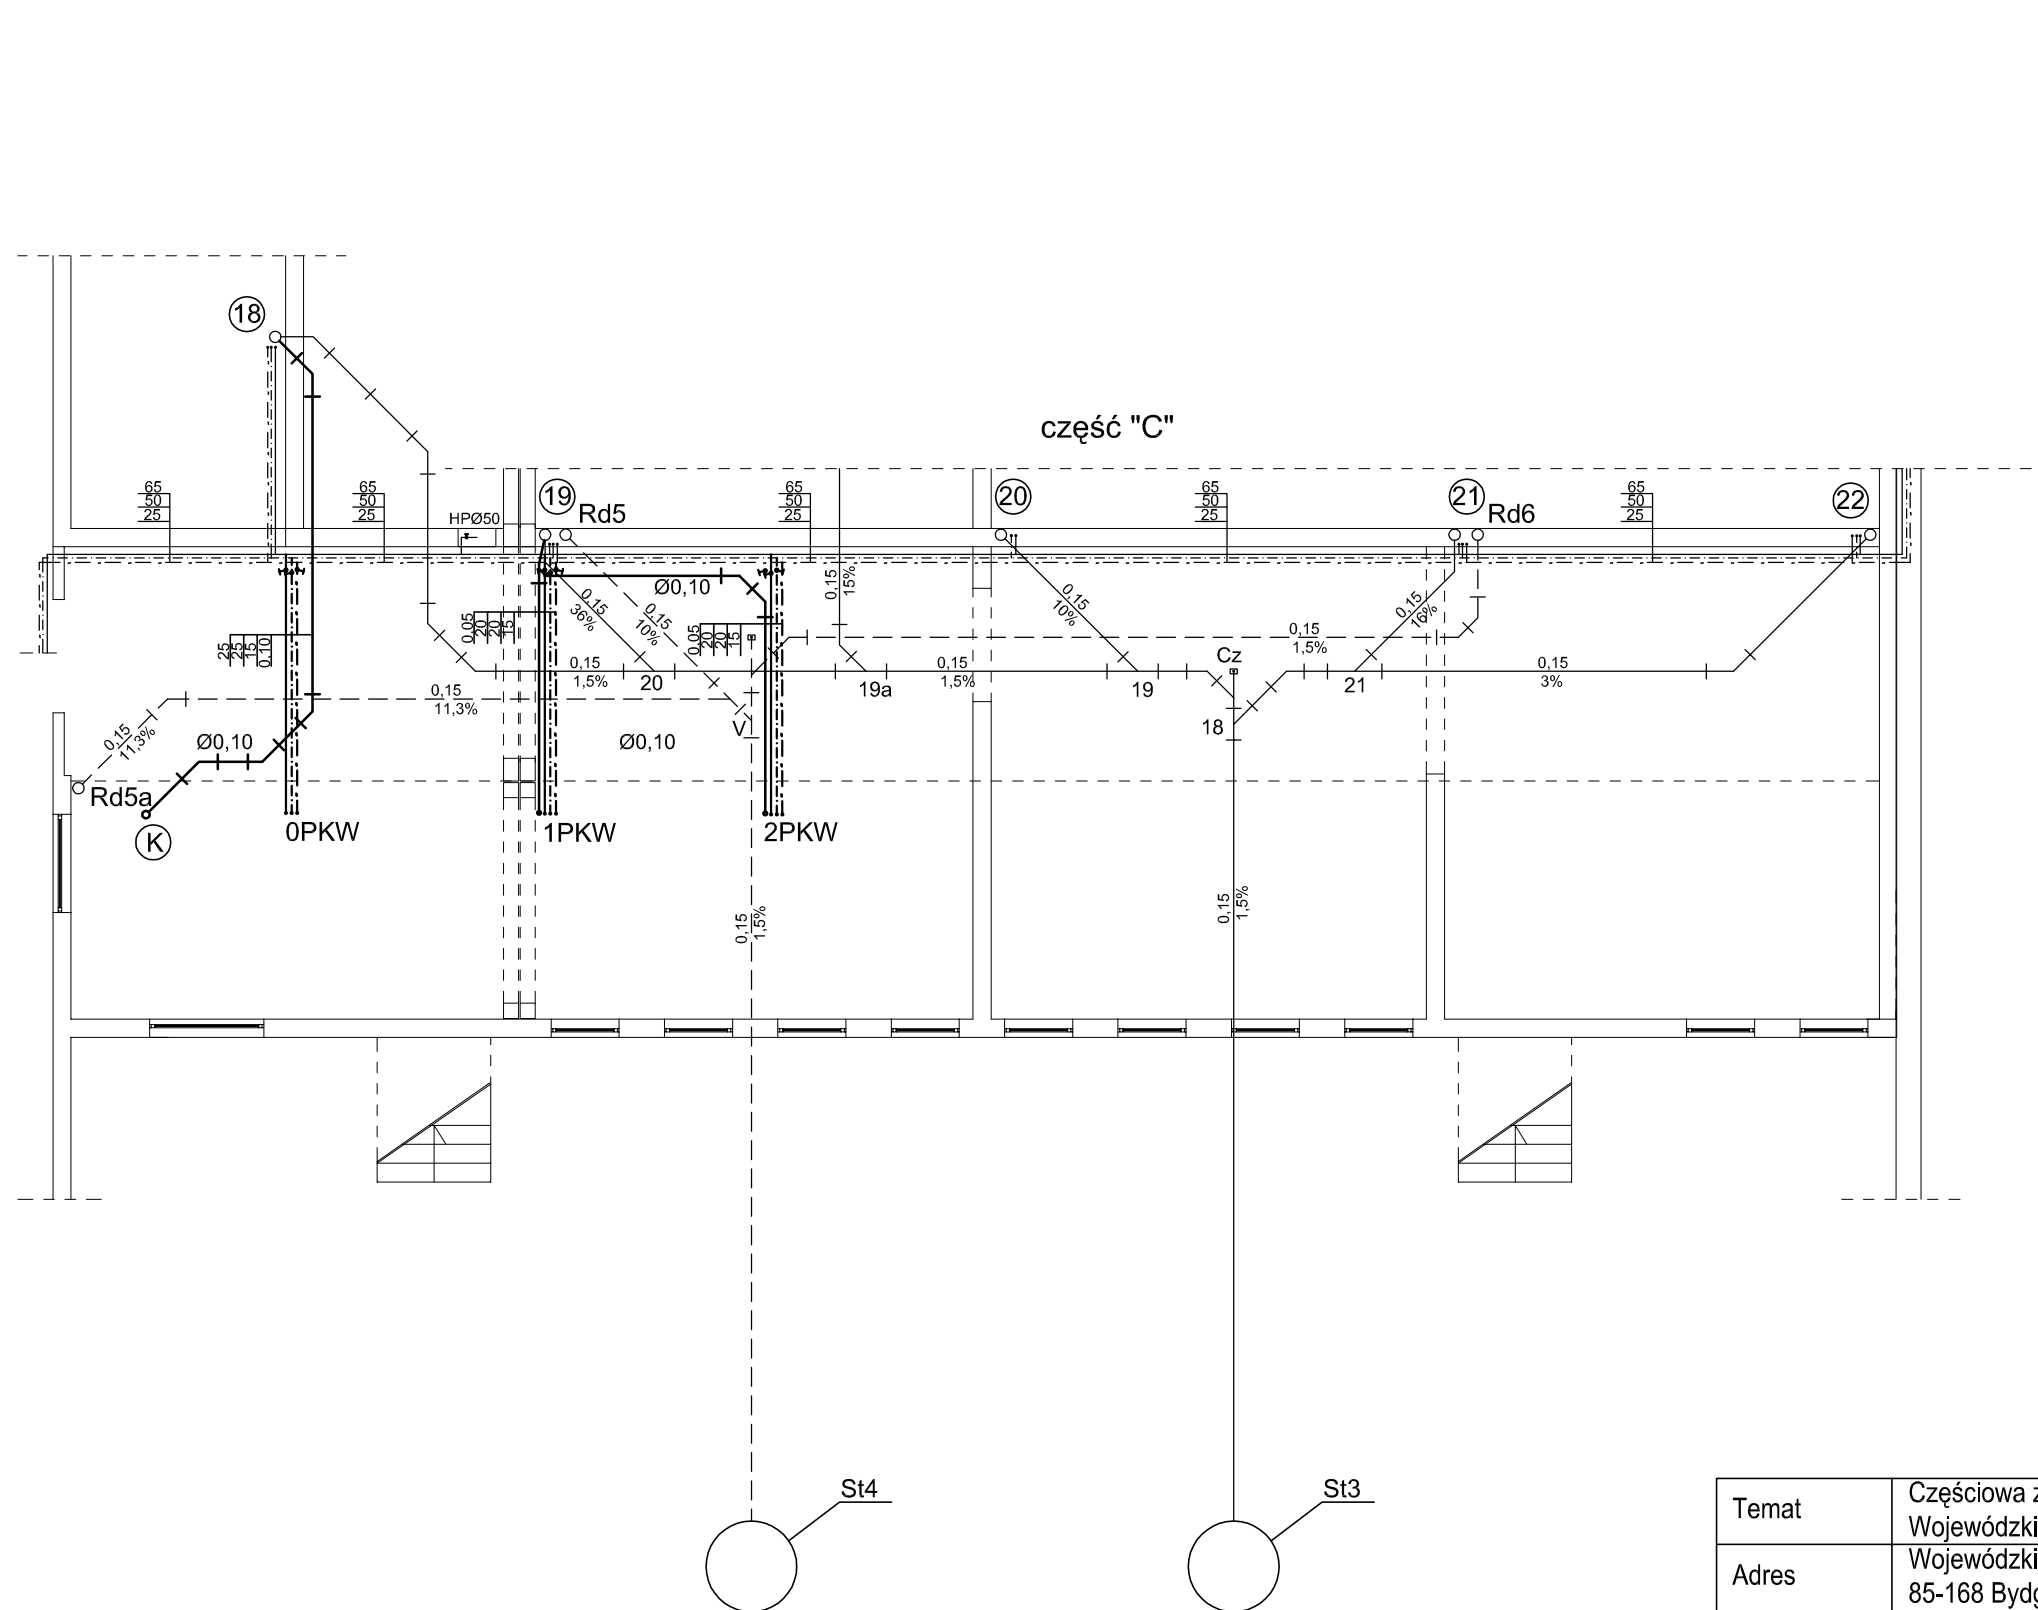 18
część "C"
65
50
25
65
50
25
HPØ50
19
Rd5
65
50
25
20
65
50
25
21
Rd6
65
50
25
22
Ø0,10
0,15
36%
0,15
10%
0,15
15%
0,15
10%
0,15
16%
25
25
15
0,10
0,05
20
20
15
0,05
20
20
15
0,15
1,5%
0,15
1,5%
20
0,15
1,5%
19a
19
Cz
21
0,15
3%
0,15
11,3%
0,15
11,3%
Ø0,10
Ø0,10
V
18
Rd5a
K
0PKW
1PKW
2PKW
0,15
1,5%
0,15
1,5%
St4
St3
Temat
Częściowa
Wojewódzki
Adres
Wojewódzki
85-168